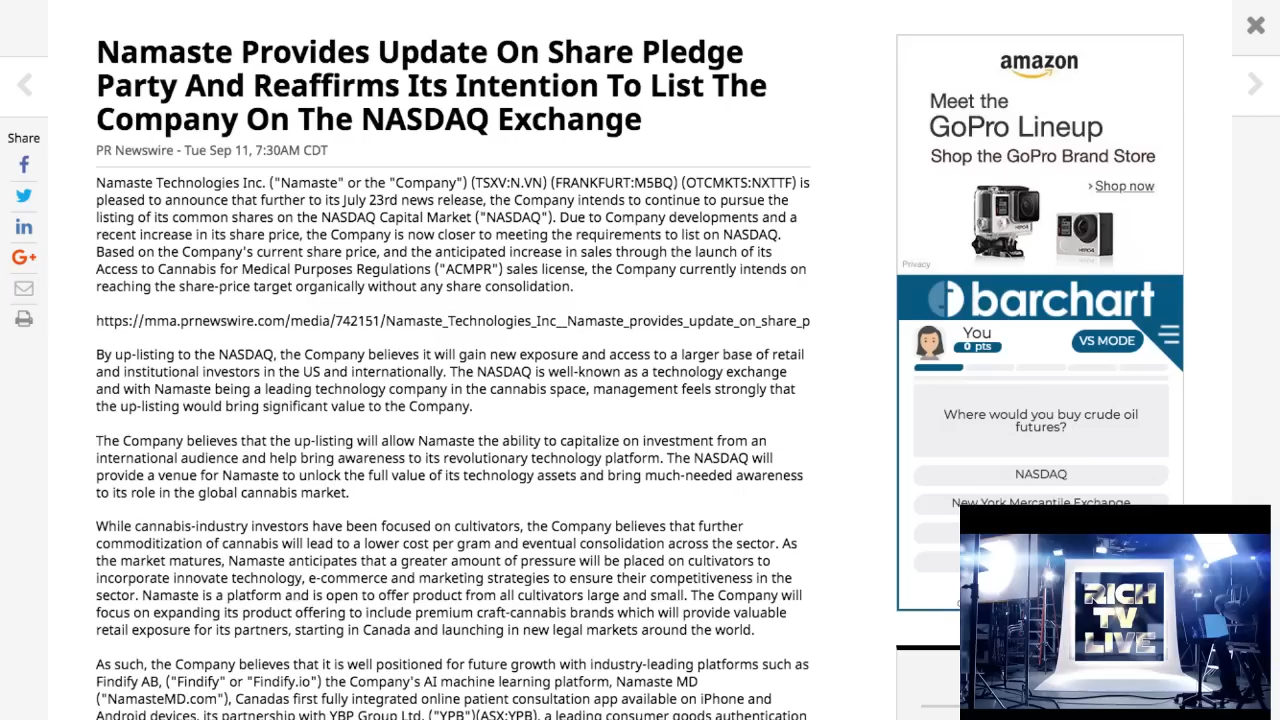 Namaste Provides Update On Share Pledge
Party And Reaffirms Its Intention To List The
Company On The NASDAQ Exchange
PR Newswire - Tue Sep 11, 7:30AM CDT
Share
Namaste Technologies Inc. ("Namaste" or the "Company") (TSXV:N.VN) (FRANKFURT:M5BQ) (OTCMKTS:NXTTF) is
pleased to announce that further to its July 23rd news release, the Company intends to continue to pursue the
listing of its common shares on the NASDAQ Capital Market ("NASDAQ"). Due to Company developments and a
recent increase in its share price, the Company is now closer to meeting the requirements to list on NASDAQ.
Based on the Company's current share price, and the anticipated increase in sales through the launch of its
Access to Cannabis for Medical Purposes Regulations ("ACMPR") sales license, the Company currently intends on
reaching the share-price target organically without any share consolidation.
https://mma.prnewswire.com/media/742151/Namaste_Technologies_Inc__Namaste_provides_update_on_share_p
By up-listing to the NASDAQ, the Company believes it will gain new exposure and access to a larger base of retail
and institutional investors in the US and internationally. The NASDAQ is well-known as a technology exchange
and with Namaste being a leading technology company in the cannabis space, management feels strongly that
the up-listing would bring significant value to the Company.
The Company believes that the up-listing will allow Namaste the ability to capitalize on investment from an
international audience and help bring awareness to its revolutionary technology platform. The NASDAQ will
provide a venue for Namaste to unlock the full value of its technology assets and bring much-needed awareness
to its role in the global cannabis market.
While cannabis-industry investors have been focused on cultivators, the Company believes that further
commoditization of cannabis will lead to a lower cost per gram and eventual consolidation across the sector. As
the market matures, Namaste anticipates that a greater amount of pressure will be placed on cultivators to
incorporate innovate technology, e-commerce and marketing strategies to ensure their competitiveness in the
sector. Namaste is a platform and is open to offer product from all cultivators large and small. The Company will
focus on expanding its product offering to include premium craft-cannabis brands which will provide valuable
retail exposure for its partners, starting in Canada and launching in new legal markets around the world.
As such, the Company believes that it is well positioned for future growth with industry-leading platforms such as
Findify AB, ("Findify" or "Findify.io") the Company's AI machine learning platform, Namaste MD
("NamasteMD.com"), Canadas first fully integrated online patient consultation app available on iPhone and
Android devices, its partnership with YBP Group Ltd. ("YPB")(ASX:YPB), a leading consumer goods authentication
amazon
Meet the
GoPro Lineup
Shop the GoPro Brand Store
Shop now
Privacy
barchart
You
0 pts
VS MODE
Where would you buy crude oil
futures?
NASDAQ
New York Mercantile Exchange
RICH
TV
LIVE